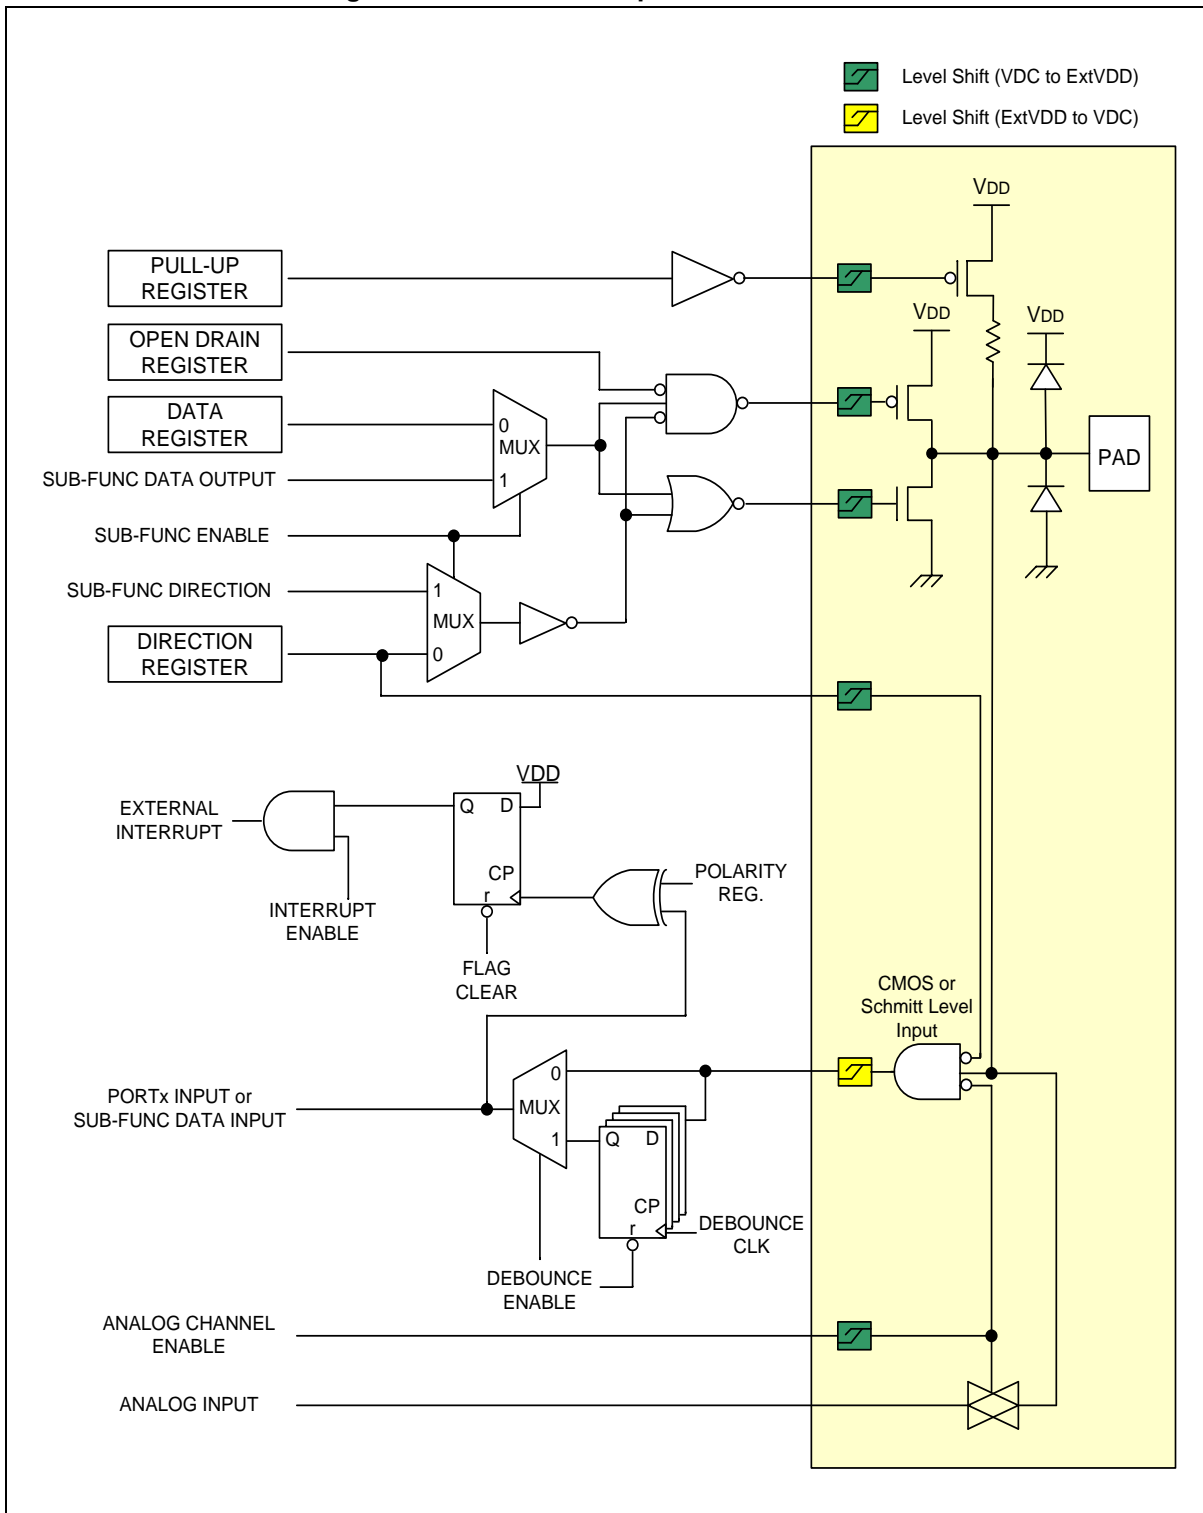 Level Shift (VDC to ExtVDD)
Level Shift (ExtVDD to VDC)
VDD
PULL-UP
REGISTER
VDD
VDD
OPEN DRAIN
REGISTER
DATA
REGISTER
0
MUX
1
SUB-FUNC DATA OUTPUT
PAD
SUB-FUNC ENABLE
SUB-FUNC DIRECTION
1
MUX
0
DIRECTION
REGISTER
VDD
EXTERNAL
INTERRUPT
Q D
CP
r
POLARITY
REG.
INTERRUPT
ENABLE
FLAG
CLEAR
CMOS or
Schmitt Level
Input
PORTx INPUT or
SUB-FUNC DATA INPUT
0
MUX
1
Q D
CP
r
DEBOUNCE
CLK
DEBOUNCE
ENABLE
ANALOG CHANNEL
ENABLE
ANALOG INPUT